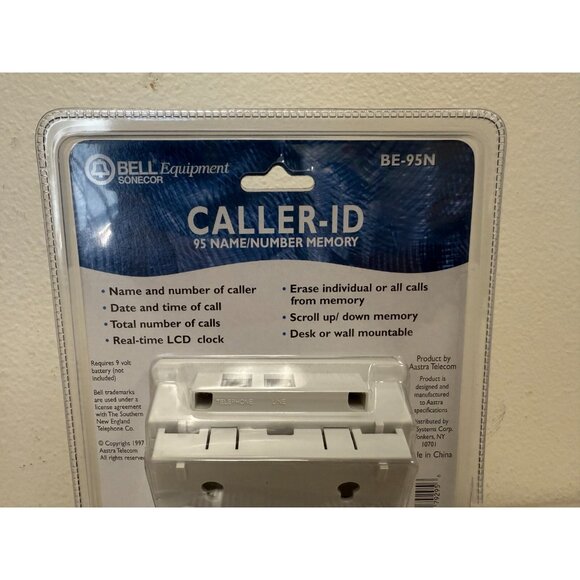 BELL Equipment
SONECOR
BE-95N
CALLER-ID
95 NAME/NUMBER MEMORY
• Name and number of caller
• Date and time of call
• Total number of calls
• Real-time LCD clock
• Erase individual or all calls
from memory
• Scroll up/ down memory
• Desk or wall mountable
Requires 9 volt
battery (not
included)
Bell trademarks
are used under a
license agreement
with The Southern
New England
Telephone Co.
© Copyright 1997
Aastra Telecom
All rights reserved.
TELEPHONE LINE
Product by
Aastra Telecom
Product is
designed and
manufactured
to Aastra
specifications
Distributed by
Systems Corp.
Yonkers, NY
10701
Made in China